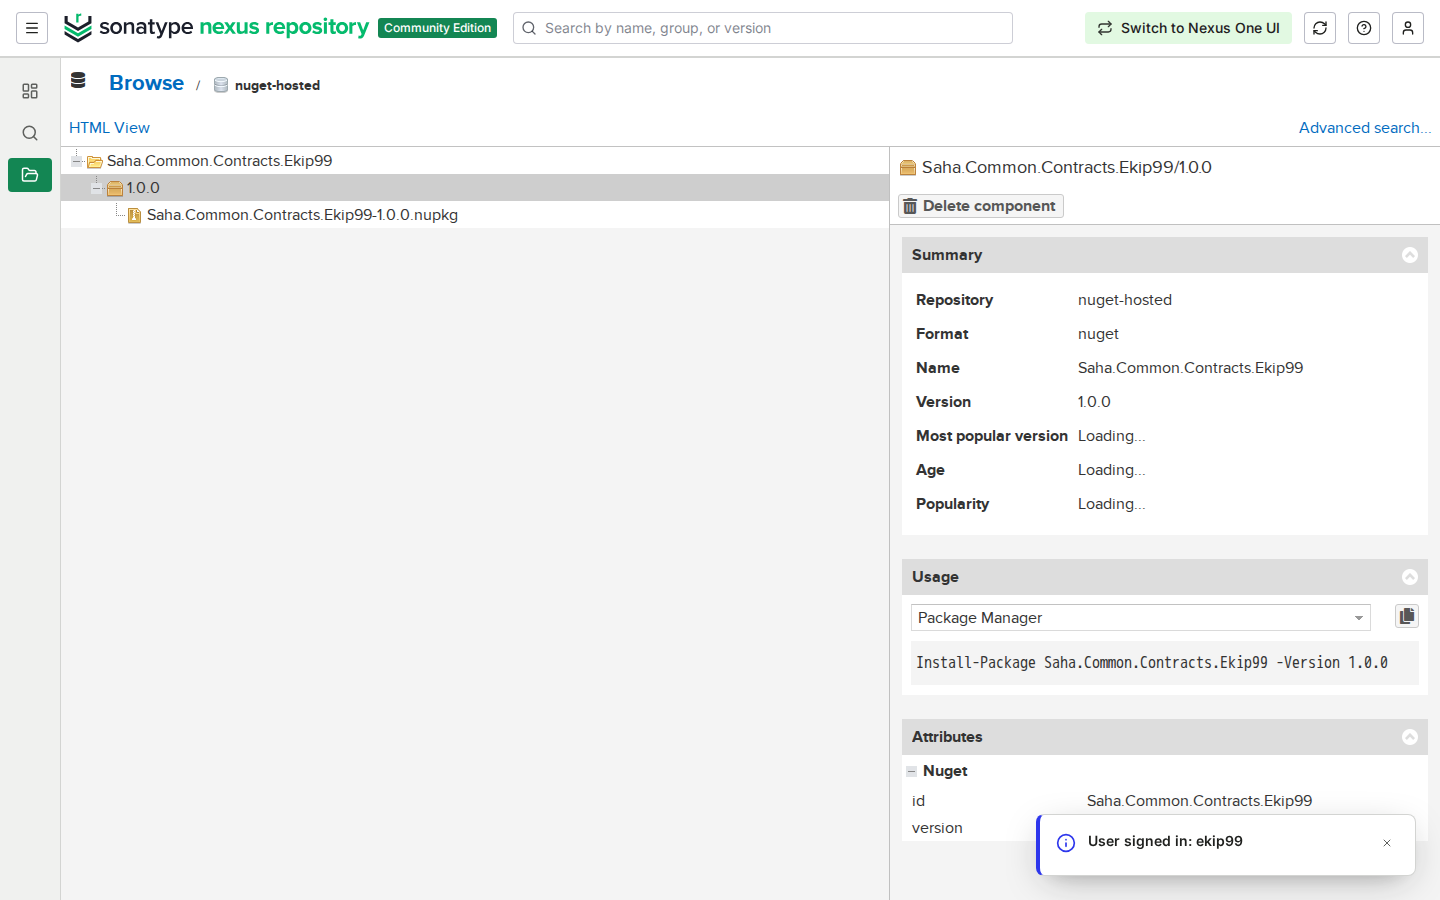 sonatype nexus repository Community Edition
Search by name, group, or version
Switch to Nexus One UI
Browse / nuget-hosted
HTML View
Advanced search...
Saha.Common.Contracts.Ekip99
1.0.0
Saha.Common.Contracts.Ekip99-1.0.0.nupkg
Saha.Common.Contracts.Ekip99/1.0.0
Delete component
Summary
Repository nuget-hosted
Format nuget
Name Saha.Common.Contracts.Ekip99
Version 1.0.0
Most popular version Loading...
Age Loading...
Popularity Loading...
Usage
Package Manager
Install-Package Saha.Common.Contracts.Ekip99 -Version 1.0.0
Attributes
Nuget
id Saha.Common.Contracts.Ekip99
version
User signed in: ekip99